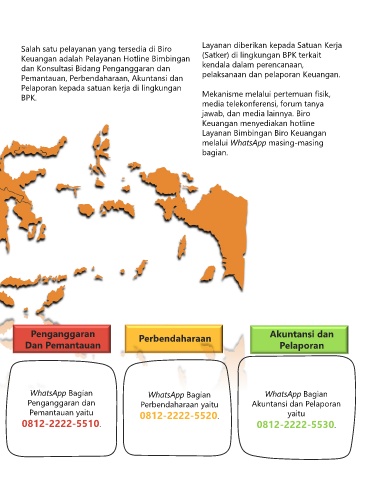 Salah satu pelayanan yang tersedia di Biro
Keuangan adalah Pelayanan Hotline Bimbingan
dan Konsultasi Bidang Penganggaran dan
Pemantauan, Perbendaharaan, Akuntansi dan
Pelaporan kepada satuan kerja di lingkungan
BPK.
Layanan diberikan kepada Satuan Kerja
(Satker) di lingkungan BPK terkait
kendala dalam perencanaan,
pelaksanaan dan pelaporan Keuangan.
Mekanisme melalui pertemuan fisik,
media telekonferensi, forum tanya
jawab, dan media lainnya. Biro
Keuangan menyediakan hotline
Layanan Bimbingan Biro Keuangan
melalui WhatsApp masing-masing
bagian.
Penganggaran
Dan Pemantauan
WhatsApp Bagian
Penganggaran dan
Pemantauan yaitu
0812-2222-5510.
Perbendaharaan
WhatsApp Bagian
Perbendaharaan yaitu
0812-2222-5520.
Akuntansi dan
Pelaporan
WhatsApp Bagian
Akuntansi dan Pelaporan
yaitu
0812-2222-5530.